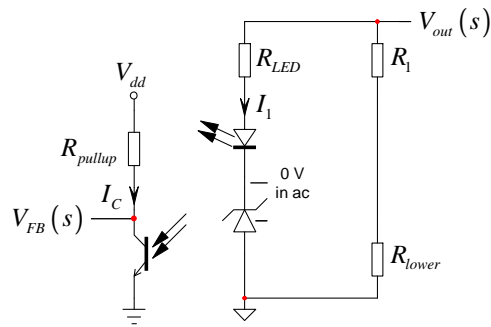 V_out (s)
R_LED
R_1
V_dd
I_1
R_pullup
0 V
in ac
I_C
V_FB (s)
R_lower